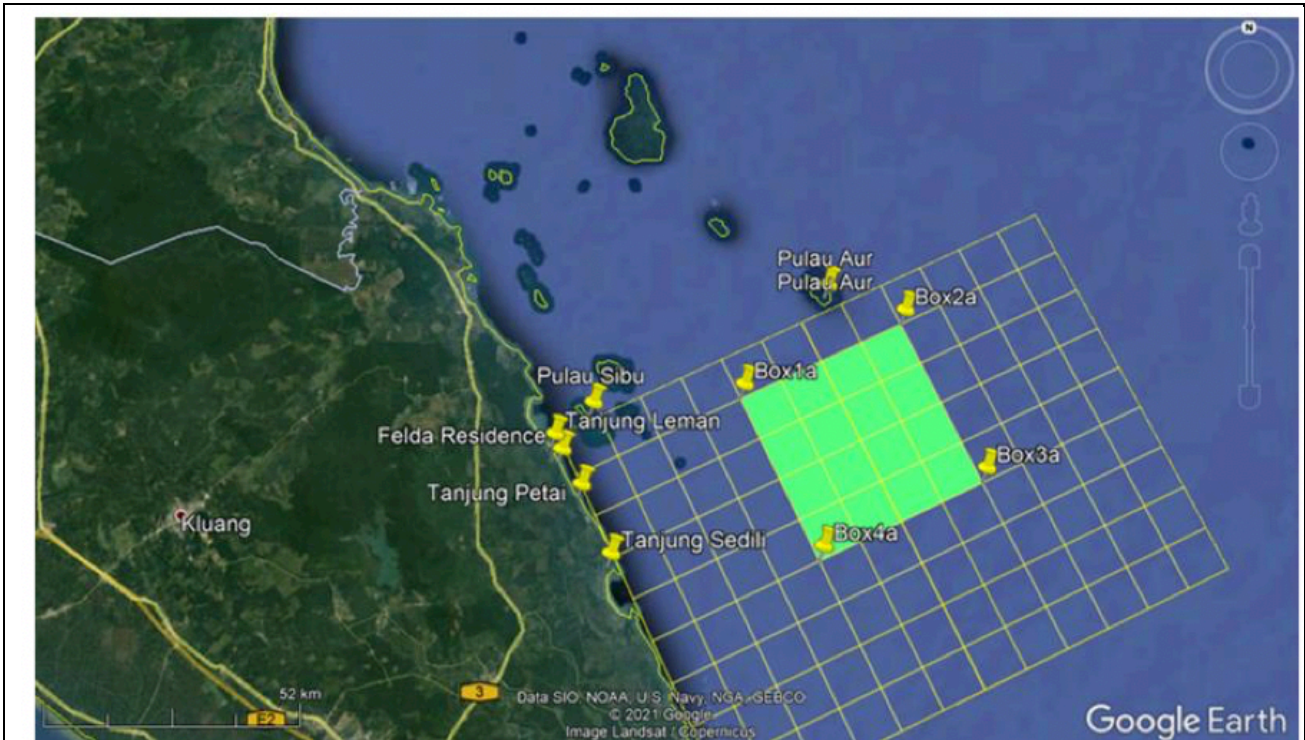 N
Pulau Aur
Pulau Aur
Box2a
Box1a
Pulau Sibu
Tanjung Leman
Felda Residence
Box3a
Tanjung Petai
Kluang
Box4a
Tanjung Sedili
52 km
3
E2
Data SIO, NOAA, U.S. Navy, NGA, GEBCO
© 2021 Google
Image Landsat / Copernicus
Google Earth